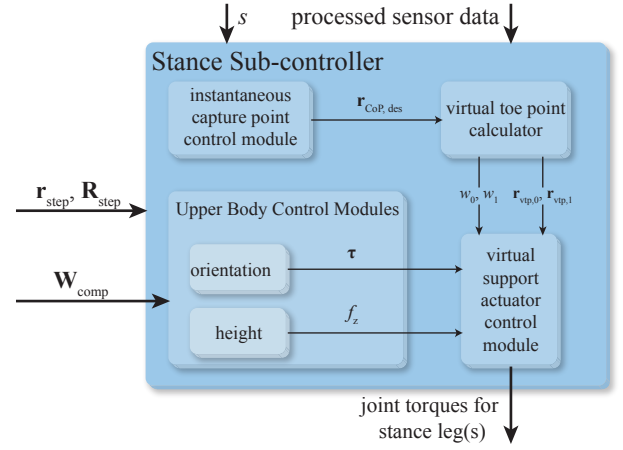 s
processed sensor data
Stance Sub-controller
instantaneous
capture point
control module
r_CoP, des
virtual toe point
calculator
w_0, w_1
r_vtp,0, r_vtp,1
r_step, R_step
Upper Body Control Modules
orientation
τ
virtual
support
actuator
control
module
W_comp
height
f_z
joint torques for
stance leg(s)